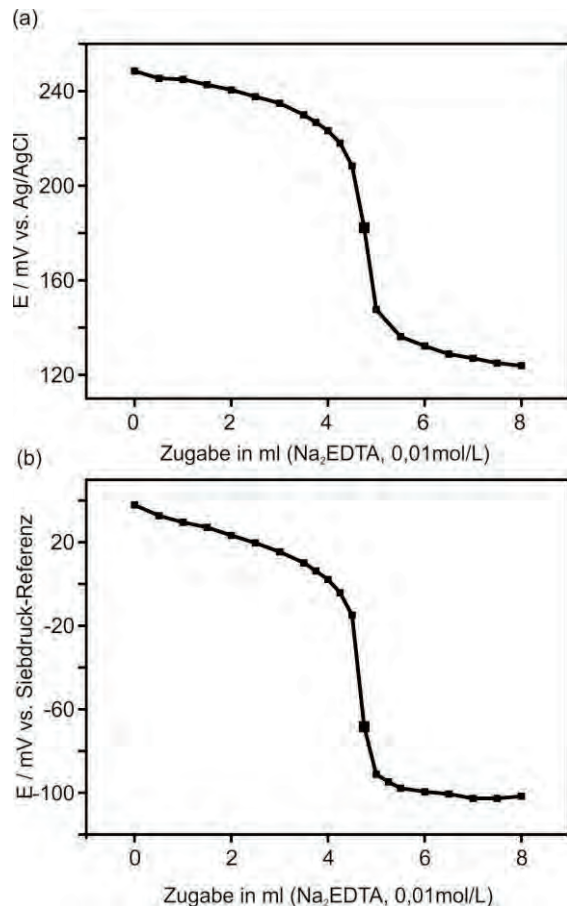 (a)
E / mV vs. Ag/AgCl
240
200
160
120
0 2 4 6 8
Zugabe in ml (Na₂EDTA, 0,01mol/L)
(b)
E / mV vs. Siebdruck-Referenz
20
-20
-60
-100
0 2 4 6 8
Zugabe in ml (Na₂EDTA, 0,01mol/L)